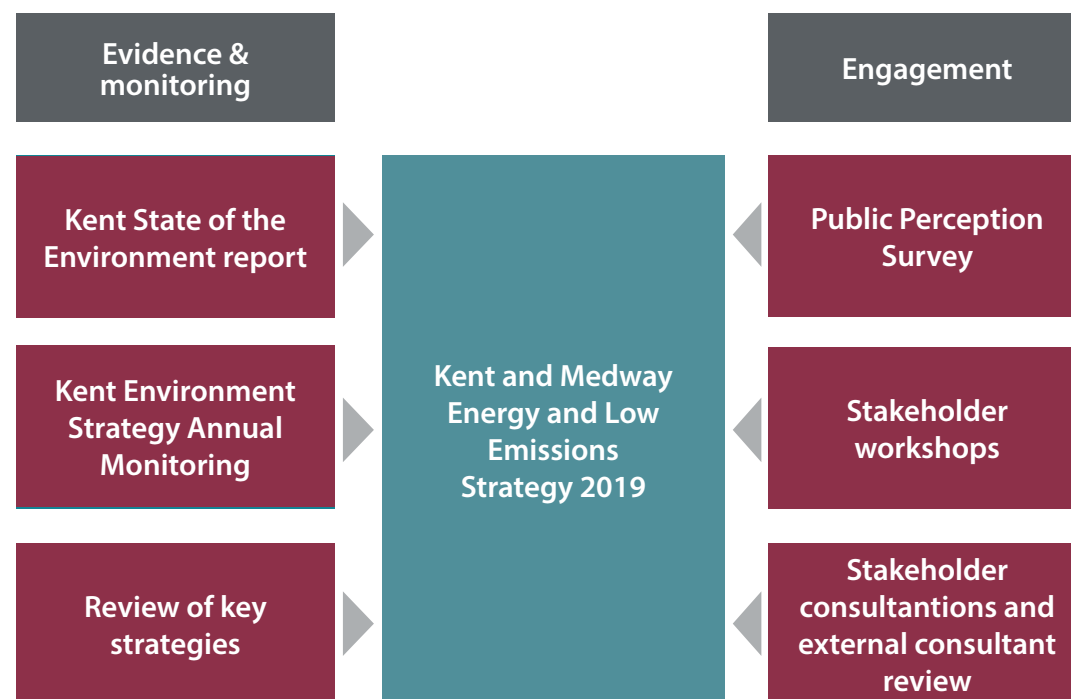 Evidence &
monitoring
Engagement
Kent State of the
Environment report
Kent Environment
Strategy Annual
Monitoring
Review of key
strategies
Kent and Medway
Energy and Low
Emissions
Strategy 2019
Public Perception
Survey
Stakeholder
workshops
Stakeholder
consultantions and
external consultant
review